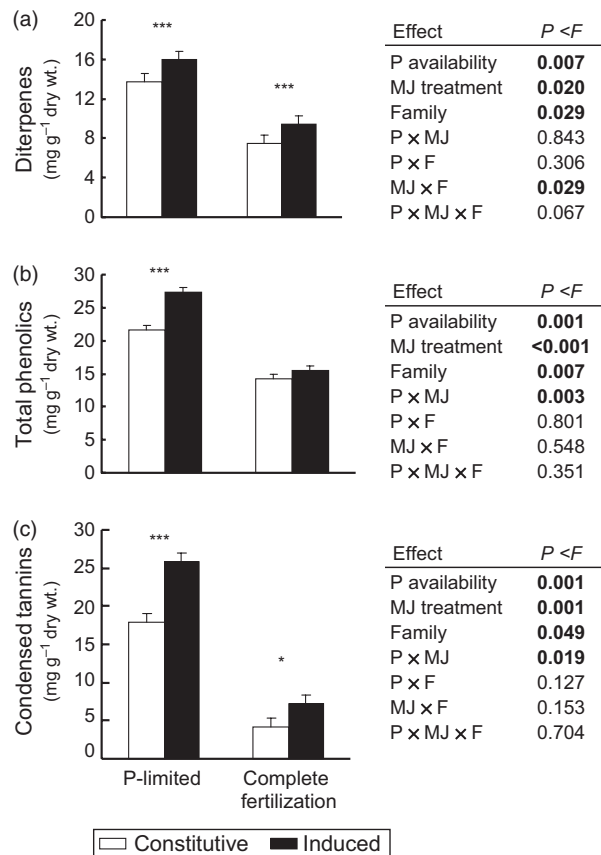 (a)
Diterpenes
(mg g⁻¹ dry wt.)
20
16
12
8
4
0
***
***
Effect P <F
P availability 0.007
MJ treatment 0.020
Family 0.029
P × MJ 0.843
P × F 0.306
MJ × F 0.029
P × MJ × F 0.067
(b)
Total phenolics
(mg g⁻¹ dry wt.)
30
25
20
15
10
5
0
***
Effect P <F
P availability 0.001
MJ treatment <0.001
Family 0.007
P × MJ 0.003
P × F 0.801
MJ × F 0.548
P × MJ × F 0.351
(c)
Condensed tannins
(mg g⁻¹ dry wt.)
30
25
20
15
10
5
0
***
*
Effect P <F
P availability 0.001
MJ treatment 0.001
Family 0.049
P × MJ 0.019
P × F 0.127
MJ × F 0.153
P × MJ × F 0.704
P-limited Complete
fertilization
Constitutive Induced